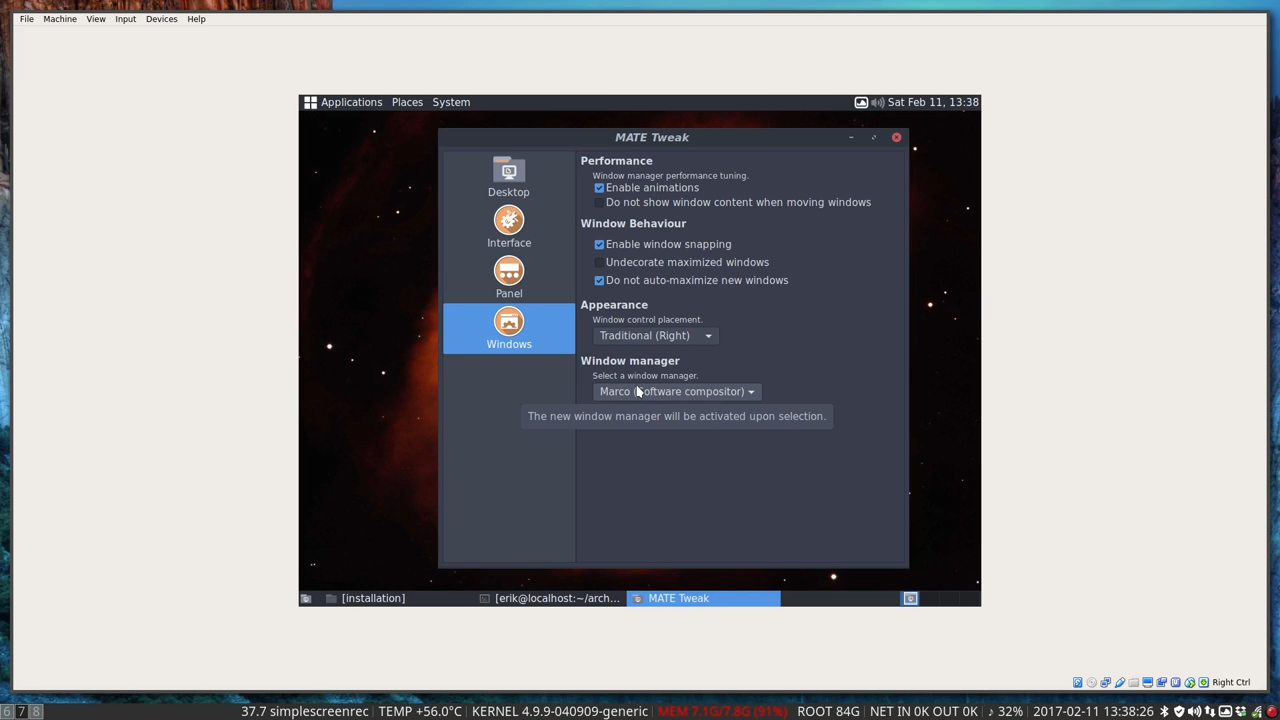 File Machine View Input Devices Help
Applications Places System Sat Feb 11, 13:38
MATE Tweak
Desktop
Interface
Panel
Windows
Performance
Window manager performance tuning.
Enable animations
Do not show window content when moving windows
Window Behaviour
Enable window snapping
Undecorate maximized windows
Do not auto-maximize new windows
Appearance
Window control placement.
Traditional (Right)
Window manager
Select a window manager.
Marco (Software compositor)
The new window manager will be activated upon selection.
[installation] [erik@localhost:~/arch... MATE Tweak
Right Ctrl
6 7 8 37.7 simplescreenrec TEMP +56.0°C KERNEL 4.9.9-040909-generic MEM 7.1G/7.8G (91%) ROOT 84G NET IN 0K OUT 0K ♪ 32% 2017-02-11 13:38:26